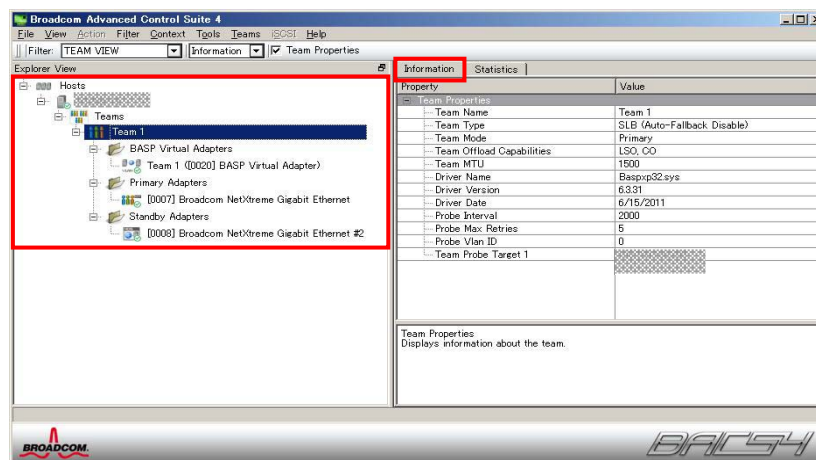 Broadcom Advanced Control Suite 4
File View Action Filter Context Tools Teams iSCSI Help
Filter: TEAM VIEW Information Team Properties
Explorer View
Hosts
Teams
Team 1
BASP Virtual Adapters
Team 1 ([0020] BASP Virtual Adapter)
Primary Adapters
[0007] Broadcom NetXtreme Gigabit Ethernet
Standby Adapters
[0008] Broadcom NetXtreme Gigabit Ethernet #2
Information Statistics
Property Value
Team Properties
Team Name Team 1
Team Type SLB (Auto-Fallback Disable)
Team Mode Primary
Team Offload Capabilities LSO, CO
Team MTU 1500
Driver Name Baspxp32.sys
Driver Version 6.3.31
Driver Date 6/15/2011
Probe Interval 2000
Probe Max Retries 5
Probe Vlan ID 0
Team Probe Target 1
Team Properties
Displays information about the team.
BROADCOM.
BACS4